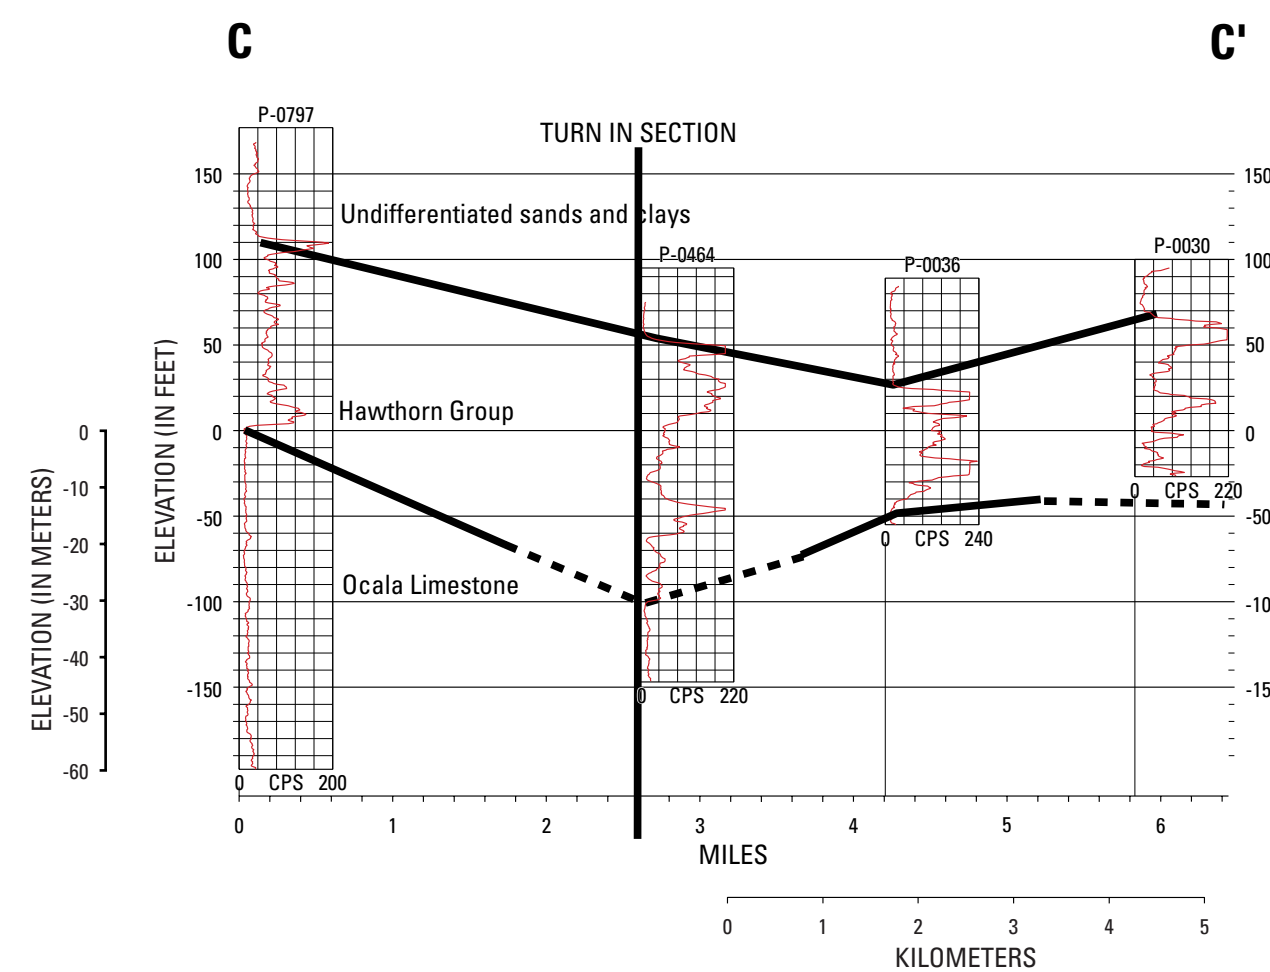 C C'
P-0797
TURN IN SECTION
150 150
Undifferentiated sands and clays
P-0464 P-0036 P-0030
100 100
50 50
ELEVATION (IN FEET)
Hawthorn Group
0 0 0
ELEVATION (IN METERS)
-10
0 CPS 220
-50 -50
0 CPS 240
-20
Ocala Limestone
-30 -100 -10
-40
-150 -15
0 CPS 220
-50
-60
0 CPS 200
0 1 2 3 4 5 6
MILES
0 1 2 3 4 5
KILOMETERS